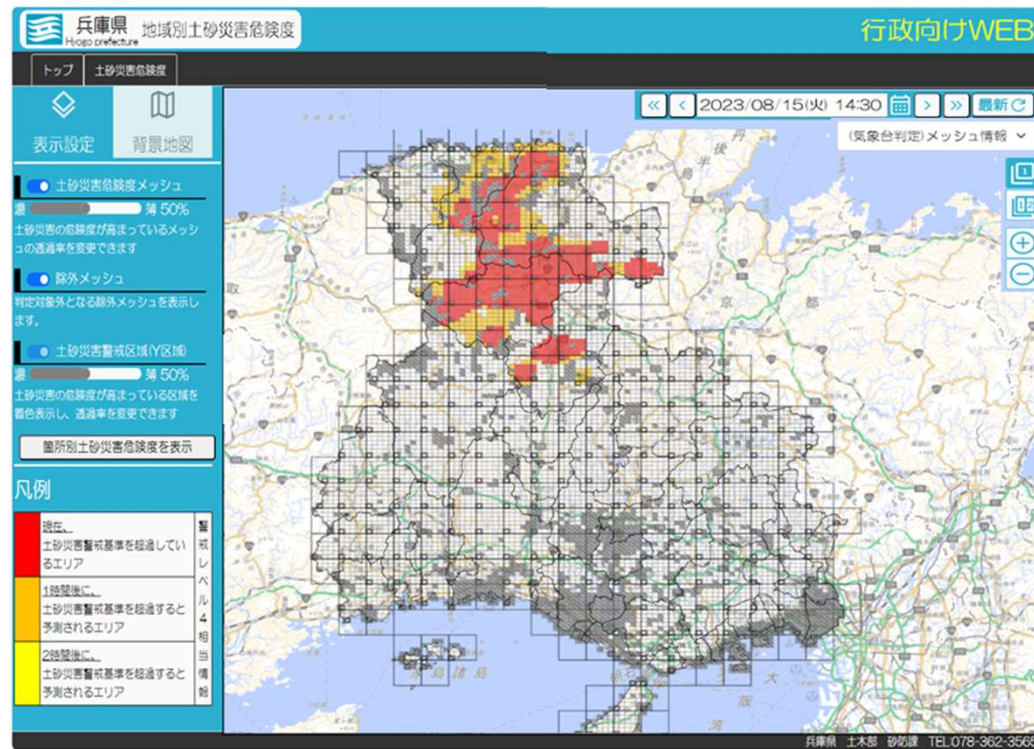 兵庫県 地域別土砂災害危険度
Hyogo prefecture
行政向けWEB
トップ 土砂災害危険度
表示設定 背景地図
2023/08/15(火) 14:30 最新
(気象台判定)メッシュ情報
土砂災害危険度メッシュ
濃 薄 50%
土砂災害の危険度が高まっているメッシ
ュの透過率を変更できます
除外メッシュ
判定対象外となる除外メッシュを表示し
ます。
土砂災害警戒区域(Y区域)
濃 薄 50%
土砂災害の危険度が高まっている区域を
着色表示し、透過率を変更できます
箇所別土砂災害危険度を表示
凡例
現在、
土砂災害警戒基準を超過してい
るエリア
1時間後に、
土砂災害警戒基準を超過すると
予測されるエリア
2時間後に、
土砂災害警戒基準を超過すると
予測されるエリア
警戒レベル4相当情報
丹
後
半
島
取
京 都
島 諸 島
大
阪
湾
兵庫県 土木部 砂防課 TEL078-362-3565